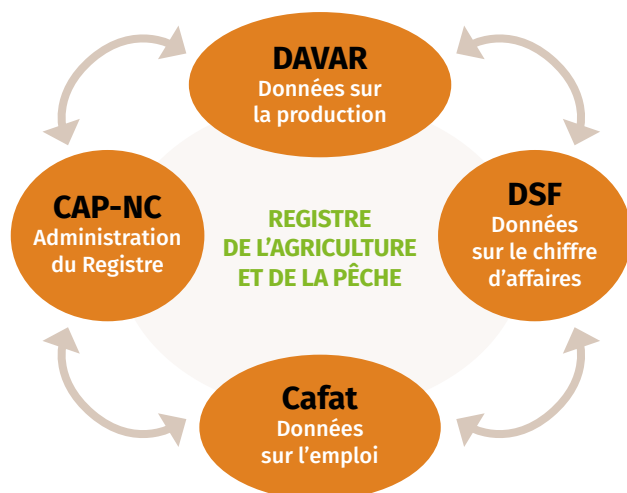 DAVAR
Données sur
la production
CAP-NC
Administration
du Registre
REGISTRE
DE L’AGRICULTURE
ET DE LA PÊCHE
DSF
Données
sur le chiffre
d’affaires
Cafat
Données
sur l’emploi